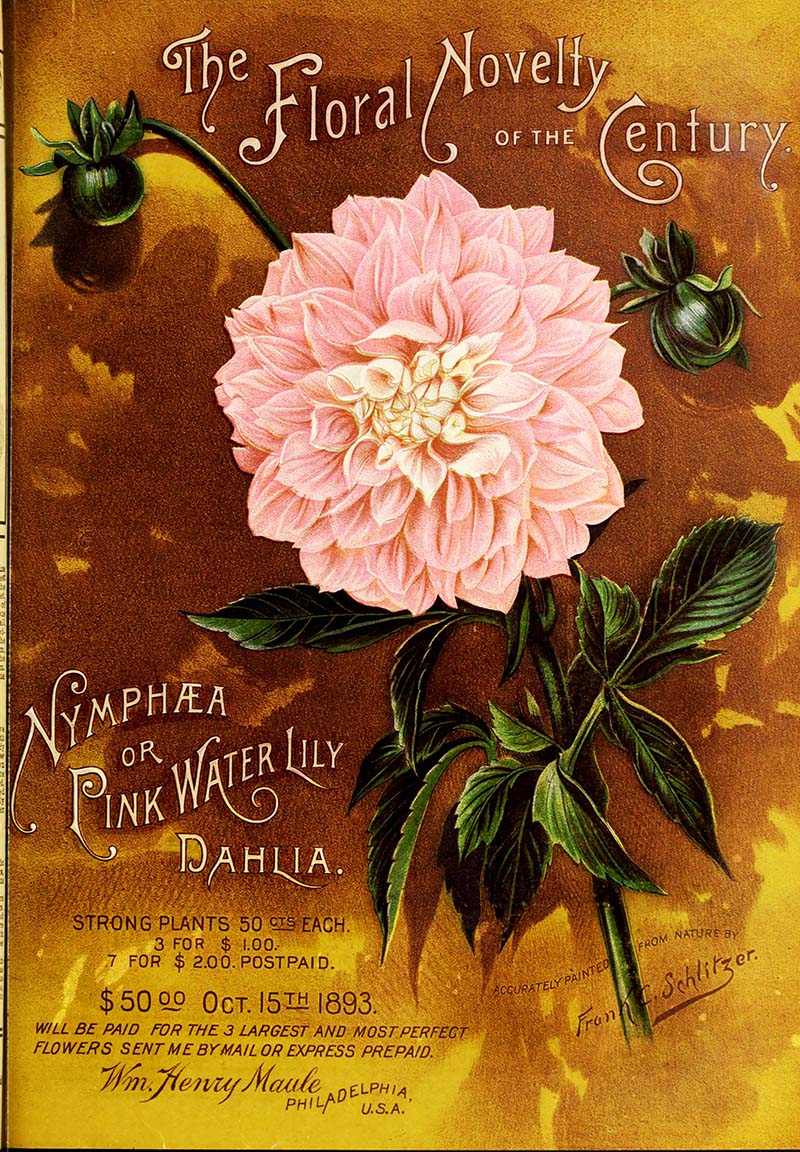 The Floral Novelty
OF THE Century.
NYMPHÆA
OR
PINK WATER LILY
DAHLIA.
STRONG PLANTS 50 CTS EACH.
3 FOR $ 1.00.
7 FOR $ 2.00. POSTPAID.
$50 00 OCT. 15TH 1893.
WILL BE PAID FOR THE 3 LARGEST AND MOST PERFECT
FLOWERS SENT ME BY MAIL OR EXPRESS PREPAID.
Wm. Henry Maule
PHILADELPHIA,
U.S.A.
ACCURATELY PAINTED FROM NATURE BY
Frank C. Schlitzer.